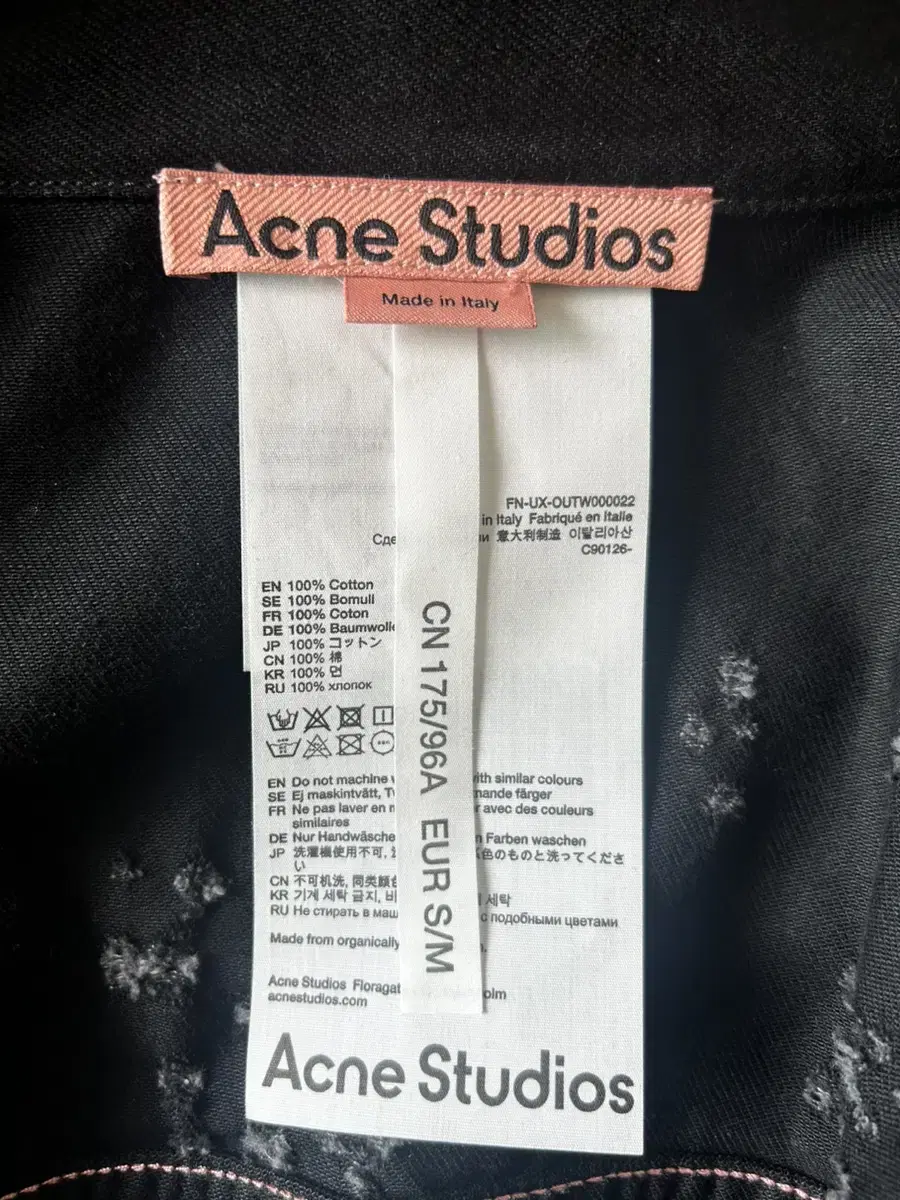 Acne Studios
Made in Italy
FN-UX-OUTW000022
in Italy Fabriqué en Italie
Сде ии 意大利制造 이탈리아산
C90126-
EN 100% Cotton
SE 100% Bomull
FR 100% Coton
DE 100% Baumwolle
JP 100% コットン
CN 100% 棉
KR 100% 면
RU 100% хлопок
CN 175/96A EUR S/M
EN Do not machine with similar colours
SE Ej maskintvätt, T nande färger
FR Ne pas laver en r avec des couleurs
similaires
DE Nur Handwäsche n Farben waschen
JP 洗濯機使用不可, 色のものと洗ってくださ
い
CN 不可机洗, 同类颜色
KR 기계 세탁 금지, 비 세탁
RU Не стирать в маш с подобными цветами
Made from organically
Acne Studios Floragat olm
acnestudios.com
Acne Studios